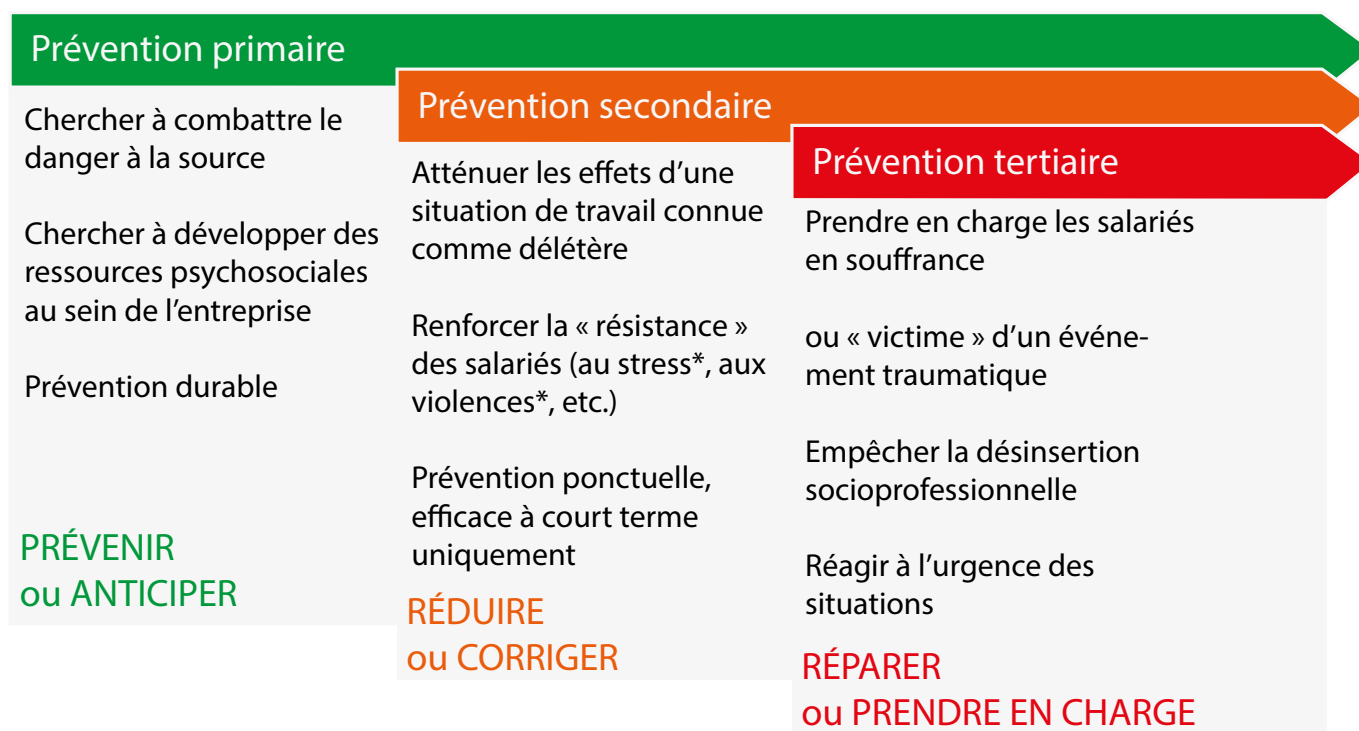 Prévention primaire
Chercher à combattre le
danger à la source
Chercher à développer des
ressources psychosociales
au sein de l’entreprise
Prévention durable
PRÉVENIR
ou ANTICIPER
Prévention secondaire
Atténuer les effets d’une
situation de travail connue
comme délétère
Renforcer la « résistance »
des salariés (au stress*, aux
violences*, etc.)
Prévention ponctuelle,
efficace à court terme
uniquement
RÉDUIRE
ou CORRIGER
Prévention tertiaire
Prendre en charge les salariés
en souffrance
ou « victime » d’un événe-
ment traumatique
Empêcher la désinsertion
socioprofessionnelle
Réagir à l’urgence des
situations
RÉPARER
ou PRENDRE EN CHARGE